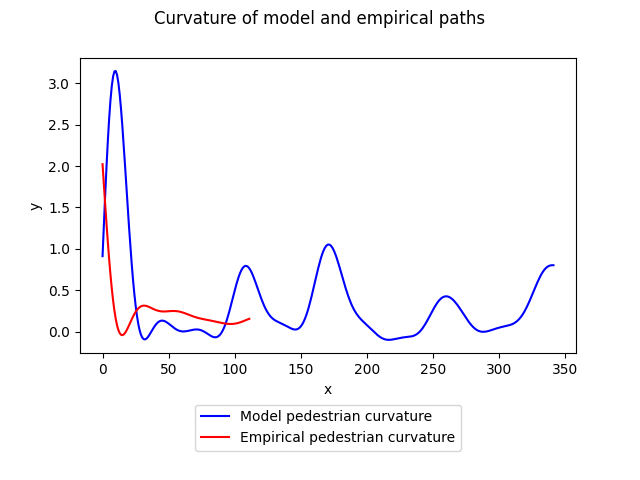 Curvature of model and empirical paths
3.0
2.5
2.0
1.5
1.0
0.5
0.0
y
0 50 100 150 200 250 300 350
x
Model pedestrian curvature
Empirical pedestrian curvature